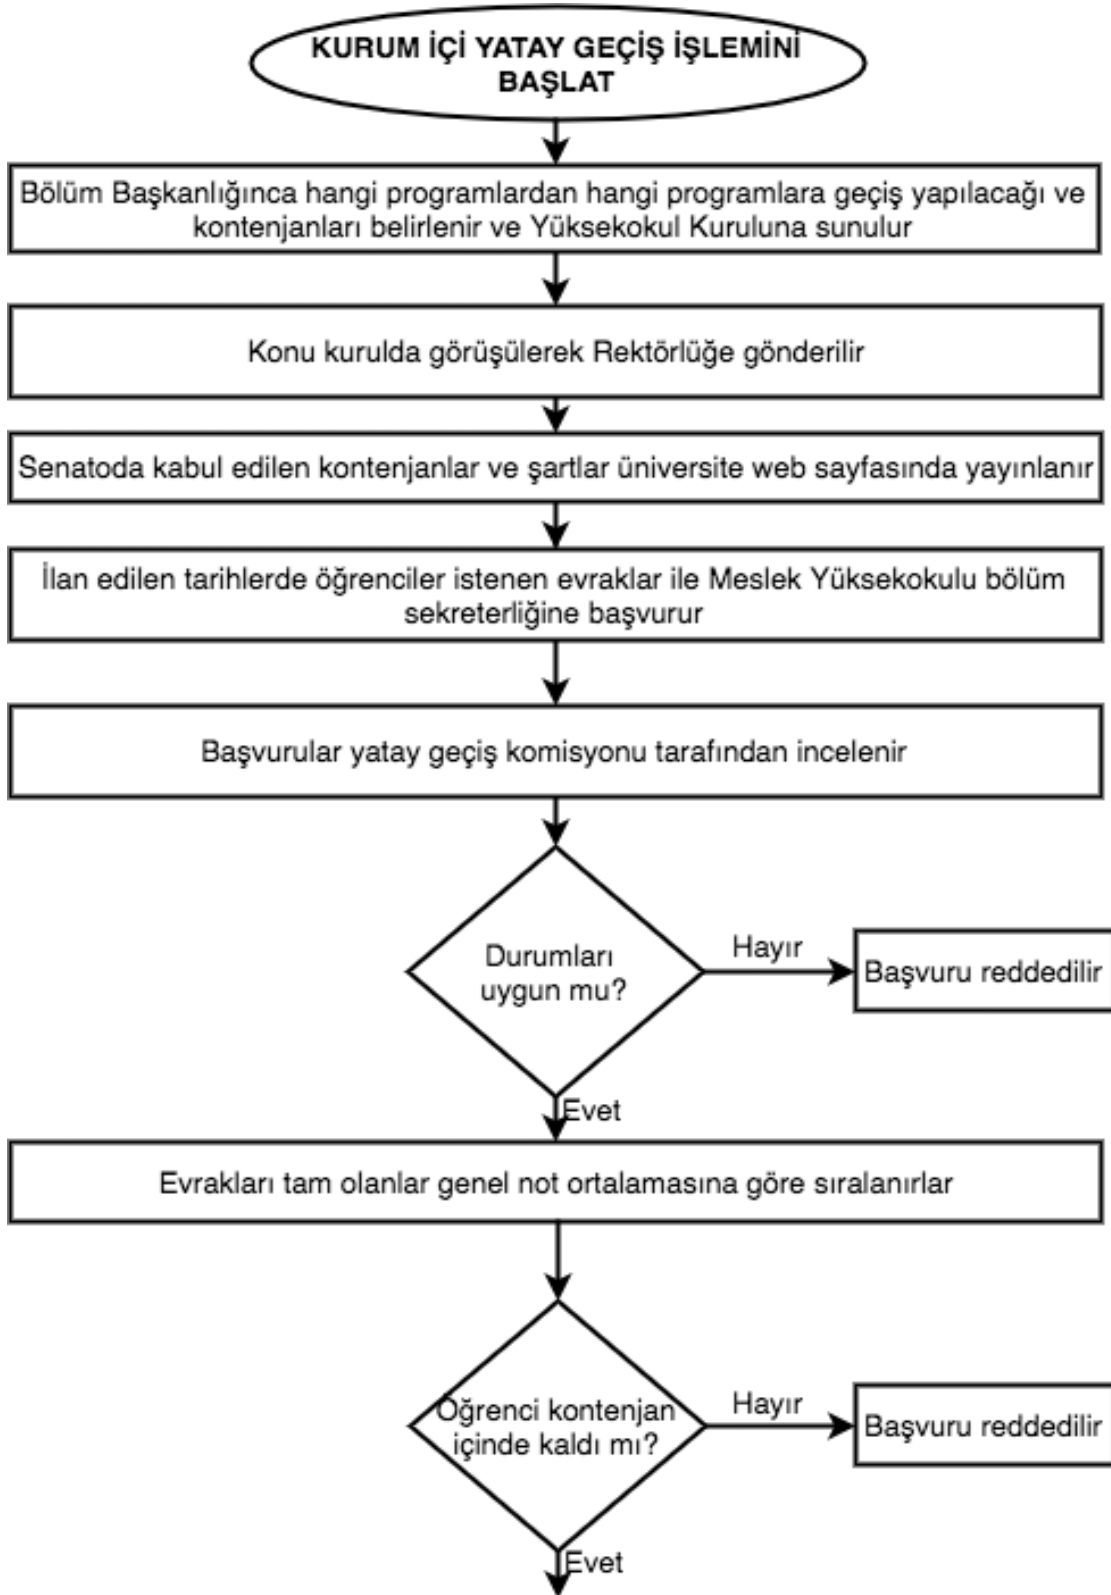 KURUM İÇİ YATAY GEÇİŞ İŞLEMİNİ
BAŞLAT
Bölüm Başkanlığınca hangi programlardan hangi programlara geçiş yapılacağı ve
kontenjanları belirlenir ve Yüksekokul Kuruluna sunulur
Konu kurulda görüşülerek Rektörlüğe gönderilir
Senatoda kabul edilen kontenjanlar ve şartlar üniversite web sayfasında yayınlanır
İlan edilen tarihlerde öğrenciler istenen evraklar ile Meslek Yüksekokulu bölüm
sekreterliğine başvurur
Başvurular yatay geçiş komisyonu tarafından incelenir
Durumları
uygun mu?
Hayır
Başvuru reddedilir
Evet
Evrakları tam olanlar genel not ortalamasına göre sıralanırlar
Öğrenci kontenjan
içinde kaldı mı?
Hayır
Başvuru reddedilir
Evet